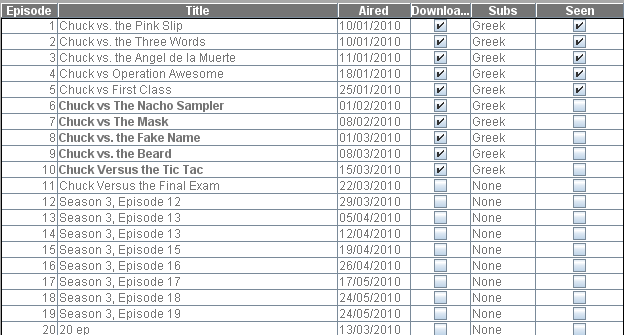 Episode Title Aired Downloa... Subs Seen
1 Chuck vs. the Pink Slip 10/01/2010 Greek
2 Chuck vs. the Three Words 10/01/2010 Greek
3 Chuck vs. the Angel de la Muerte 11/01/2010 Greek
4 Chuck vs Operation Awesome 18/01/2010 Greek
5 Chuck vs First Class 25/01/2010 Greek
6 Chuck vs The Nacho Sampler 01/02/2010 Greek
7 Chuck vs The Mask 08/02/2010 Greek
8 Chuck vs. the Fake Name 01/03/2010 Greek
9 Chuck vs. the Beard 08/03/2010 Greek
10 Chuck Versus the Tic Tac 15/03/2010 Greek
11 Chuck Versus the Final Exam 22/03/2010 None
12 Season 3, Episode 12 29/03/2010 None
13 Season 3, Episode 13 05/04/2010 None
14 Season 3, Episode 13 12/04/2010 None
15 Season 3, Episode 15 19/04/2010 None
16 Season 3, Episode 16 26/04/2010 None
17 Season 3, Episode 17 17/05/2010 None
18 Season 3, Episode 18 24/05/2010 None
19 Season 3, Episode 19 24/05/2010 None
20 20 ep 13/03/2010 None